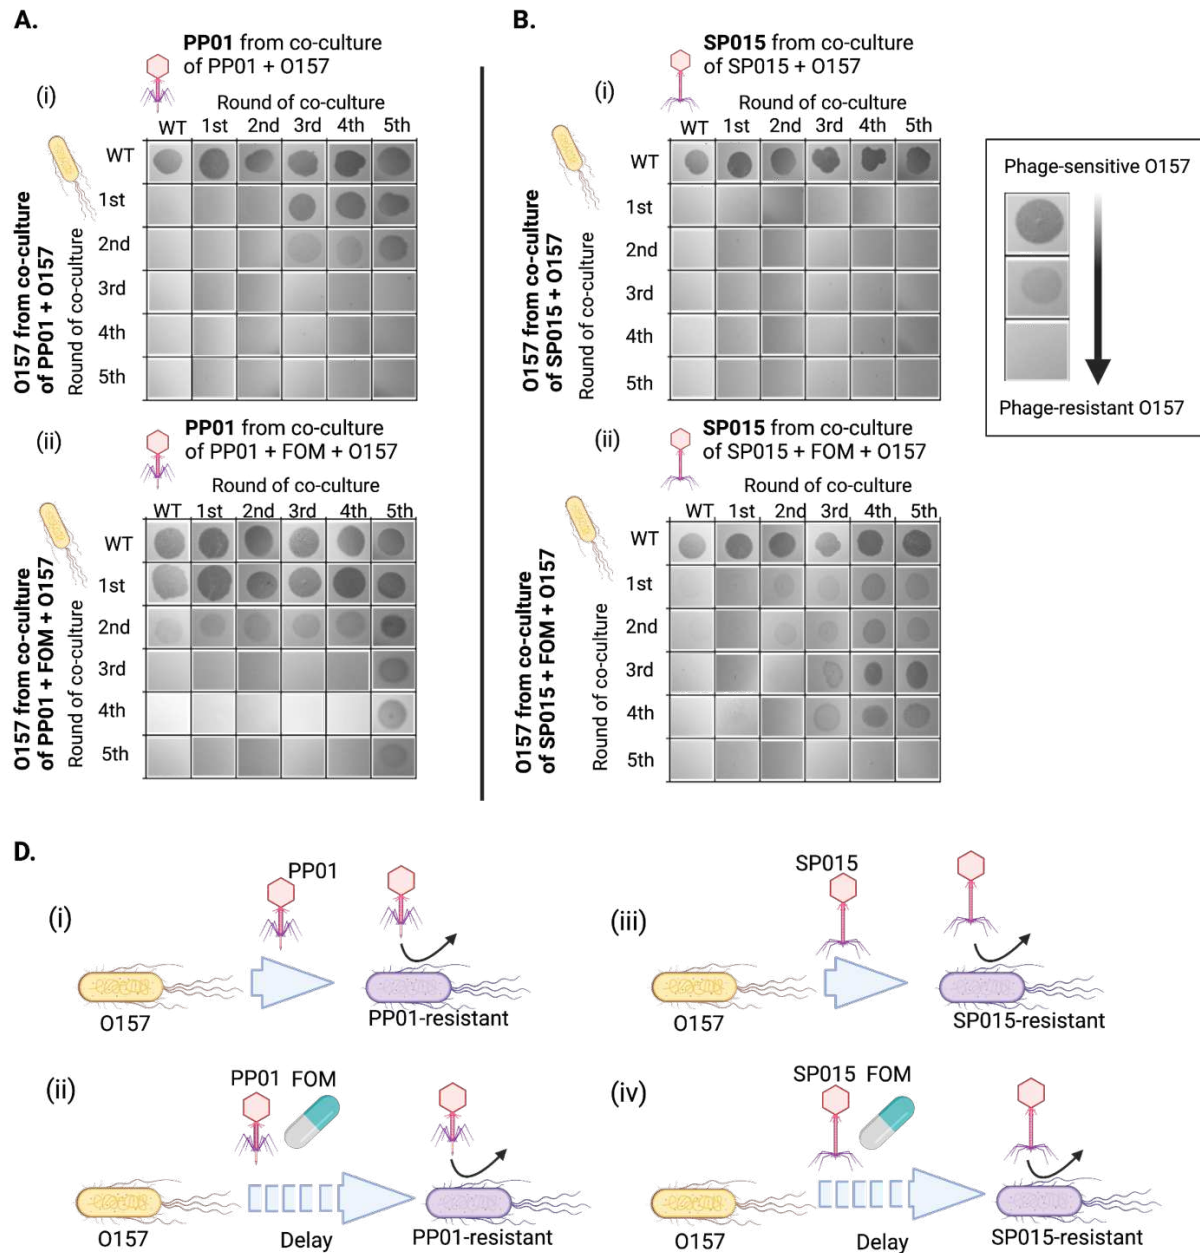 A.
PP01 from co-culture
of PP01 + O157
(i)
Round of co-culture
WT 1st 2nd 3rd 4th 5th
O157 from co-culture
of PP01 + O157
Round of co-culture
WT
1st
2nd
3rd
4th
5th
(ii)
PP01 from co-culture
of PP01 + FOM + O157
Round of co-culture
WT 1st 2nd 3rd 4th 5th
O157 from co-culture
of PP01 + FOM + O157
Round of co-culture
WT
1st
2nd
3rd
4th
5th
B.
SP015 from co-culture
of SP015 + O157
(i)
Round of co-culture
WT 1st 2nd 3rd 4th 5th
O157 from co-culture
of SP015 + O157
Round of co-culture
WT
1st
2nd
3rd
4th
5th
(ii)
SP015 from co-culture
of SP015 + FOM + O157
Round of co-culture
WT 1st 2nd 3rd 4th 5th
O157 from co-culture
of SP015 + FOM + O157
Round of co-culture
WT
1st
2nd
3rd
4th
5th
Phage-sensitive O157
Phage-resistant O157
D.
(i)
PP01
O157
PP01-resistant
(iii)
SP015
O157
SP015-resistant
(ii)
PP01 FOM
O157
Delay
PP01-resistant
(iv)
SP015 FOM
O157
Delay
SP015-resistant